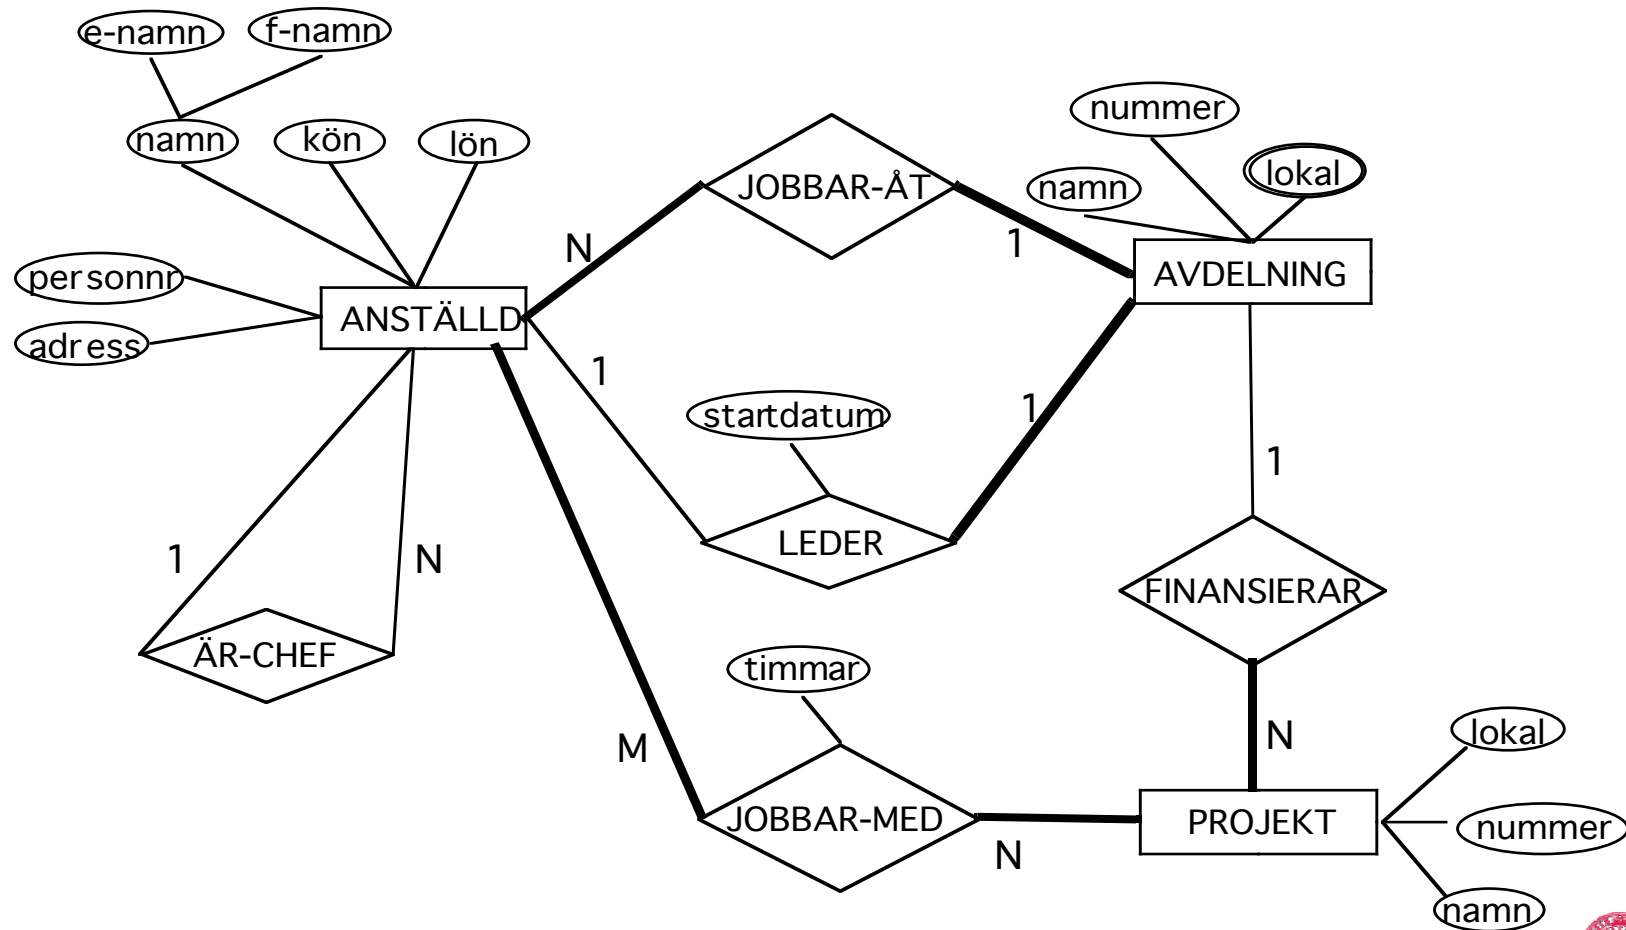 e-namn
f-namn
namn
kön
lön
personnr
adress
ANSTÄLLD
JOBBAR-ÅT
N
1
nummer
namn
lokal
AVDELNING
1
1
startdatum
LEDER
1
N
ÄR-CHEF
1
FINANSIERAR
N
timmar
M
JOBBAR-MED
N
PROJEKT
lokal
nummer
namn